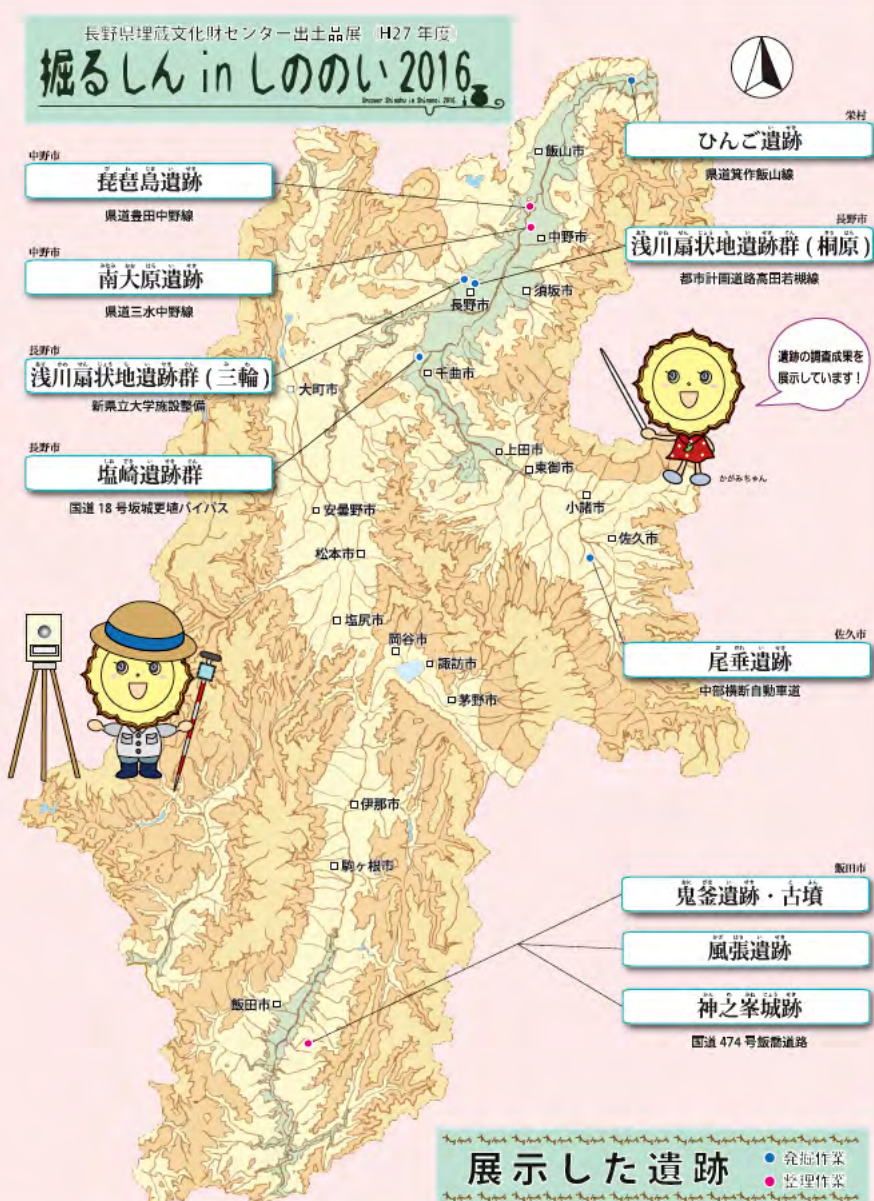 長野県埋蔵文化財センター出土品展 (H27年度)
掘るしん in しののい 2016
中野市
琵琶島遺跡
県道豊田中野線
中野市
南大原遺跡
県道三水中野線
長野市
浅川扇状地遺跡群(三輪)
新県立大学施設整備
長野市
塩崎遺跡群
国道18号坂城更埴バイパス
栄村
ひんご遺跡
県道箕作飯山線
長野市
浅川扇状地遺跡群(桐原)
都市計画道路高田若槻線
遺跡の調査成果を
展示しています!
かがみちゃん
飯山市
中野市
長野市
須坂市
千曲市
大町市
上田市
東御市
小諸市
佐久市
安曇野市
松本市
塩尻市
岡谷市
諏訪市
茅野市
伊那市
駒ヶ根市
飯田市
佐久市
尾垂遺跡
中部横断自動車道
飯田市
鬼釜遺跡・古墳
風張遺跡
神之峯城跡
国道474号飯喬道路
展示した遺跡
発掘作業
整理作業